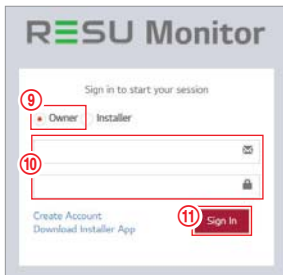 RESU Monitor
Sign in to start your session
⑨
Owner Installer
⑩
Create Account
Download Installer App
⑪
Sign In